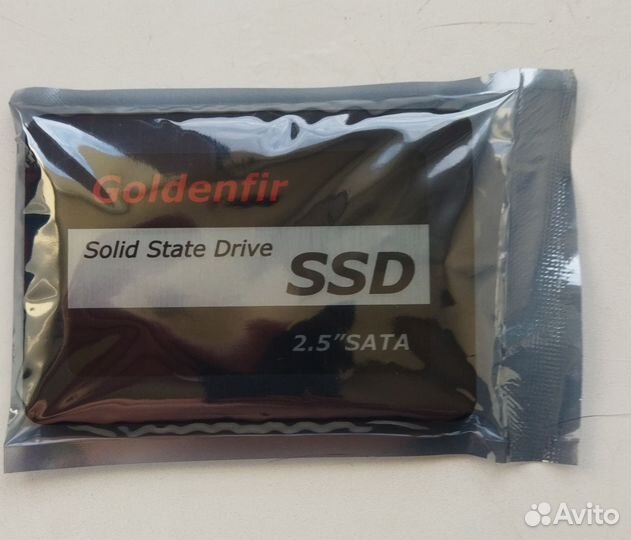 Goldenfir
Solid State Drive
SSD
2.5”SATA
Avito